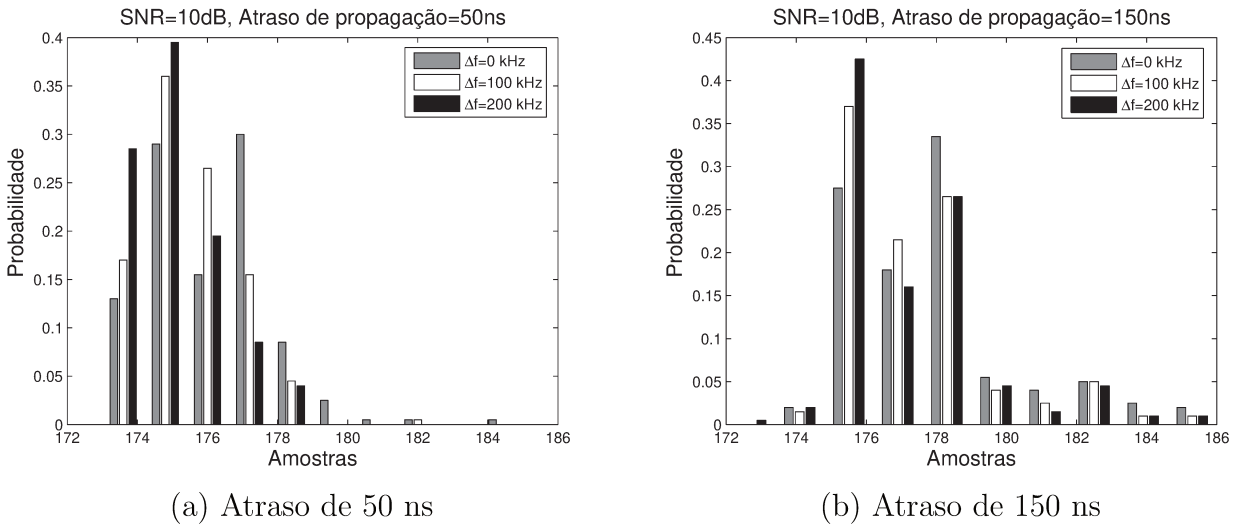 SNR=10dB, Atraso de propagação=50ns
0.4
0.35
0.3
0.25
0.2
0.15
0.1
0.05
0
Probabilidade
Δf=0 kHz
Δf=100 kHz
Δf=200 kHz
172 174 176 178 180 182 184 186
Amostras
(a) Atraso de 50 ns
SNR=10dB, Atraso de propagação=150ns
0.45
0.4
0.35
0.3
0.25
0.2
0.15
0.1
0.05
0
Probabilidade
Δf=0 kHz
Δf=100 kHz
Δf=200 kHz
172 174 176 178 180 182 184 186
Amostras
(b) Atraso de 150 ns